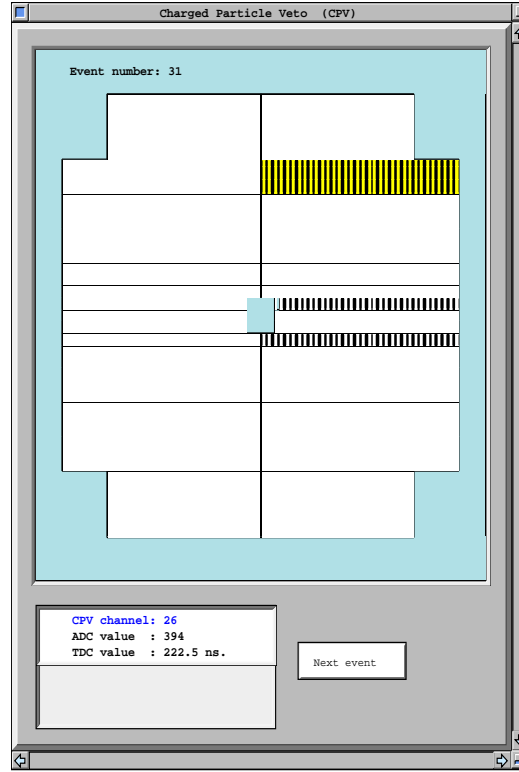 Charged Particle Veto (CPV)
Event number: 31
CPV channel: 26
ADC value : 394
TDC value : 222.5 ns.
Next event